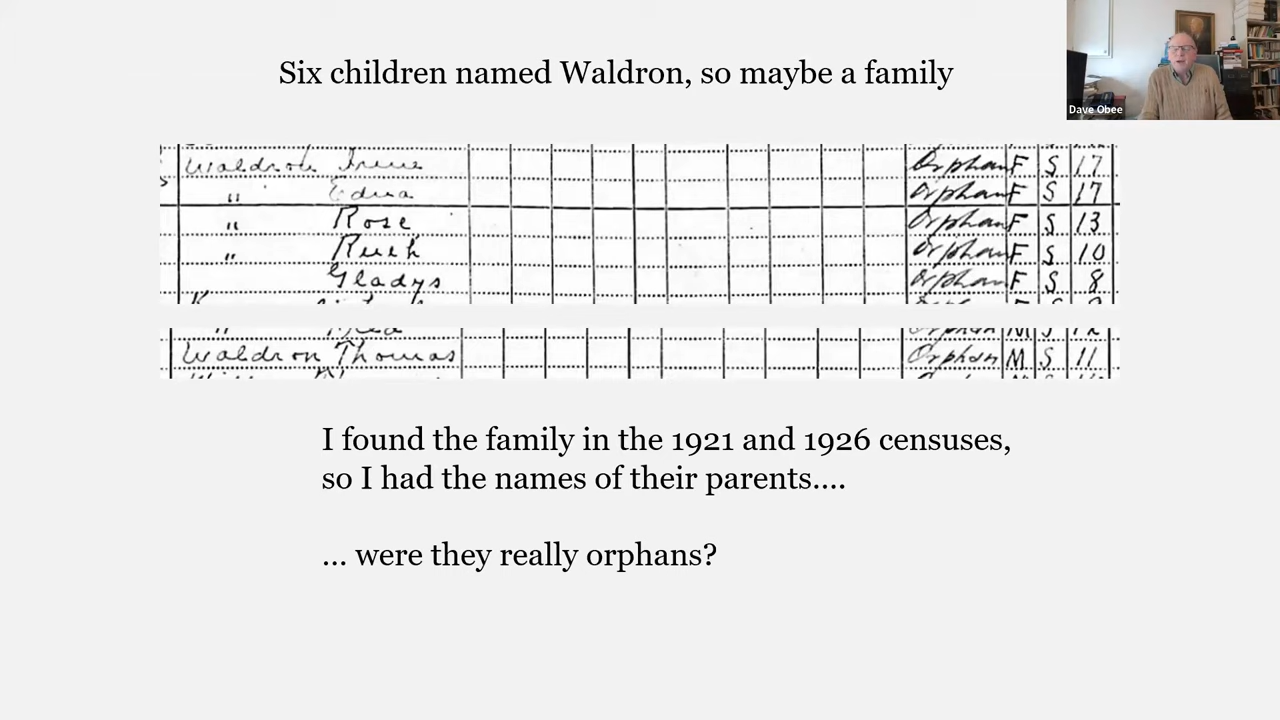 Dave Obee
Six children named Waldron, so maybe a family
Waldron Irene Orphan F S 17
" Edna Orphan F S 17
" Rose Orphan F S 13
" Ruth Orphan F S 10
Gladys Orphan F S 8
" Orphan M S 12
Waldron Thomas Orphan M S 11
I found the family in the 1921 and 1926 censuses,
so I had the names of their parents....
... were they really orphans?